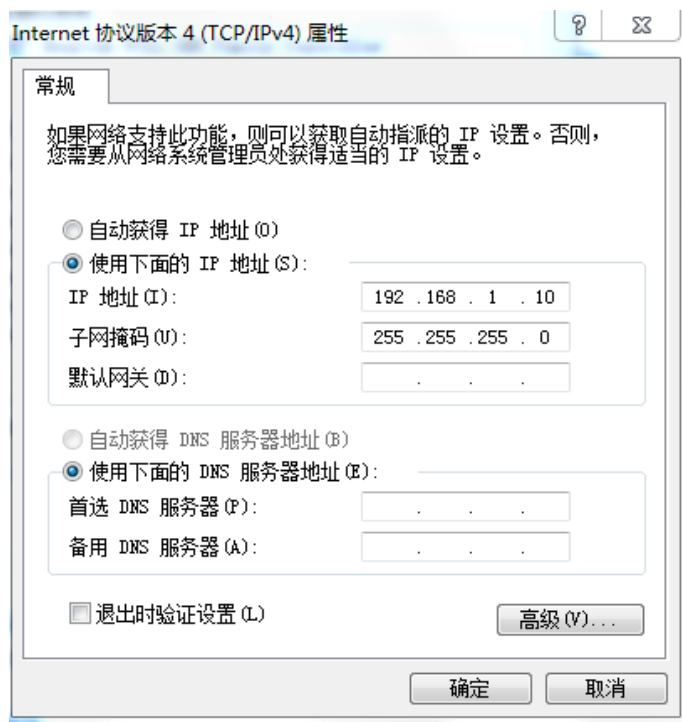 Internet 协议版本 4 (TCP/IPv4) 属性
常规
如果网络支持此功能，则可以获取自动指派的 IP 设置。否则，
您需要从网络系统管理员处获得适当的 IP 设置。
自动获得 IP 地址(O)
使用下面的 IP 地址(S):
IP 地址(I): 192 .168 . 1 . 10
子网掩码(U): 255 .255 .255 . 0
默认网关(D): . . .
自动获得 DNS 服务器地址(B)
使用下面的 DNS 服务器地址(E):
首选 DNS 服务器(P): . . .
备用 DNS 服务器(A): . . .
退出时验证设置(L) 高级(V)...
确定 取消